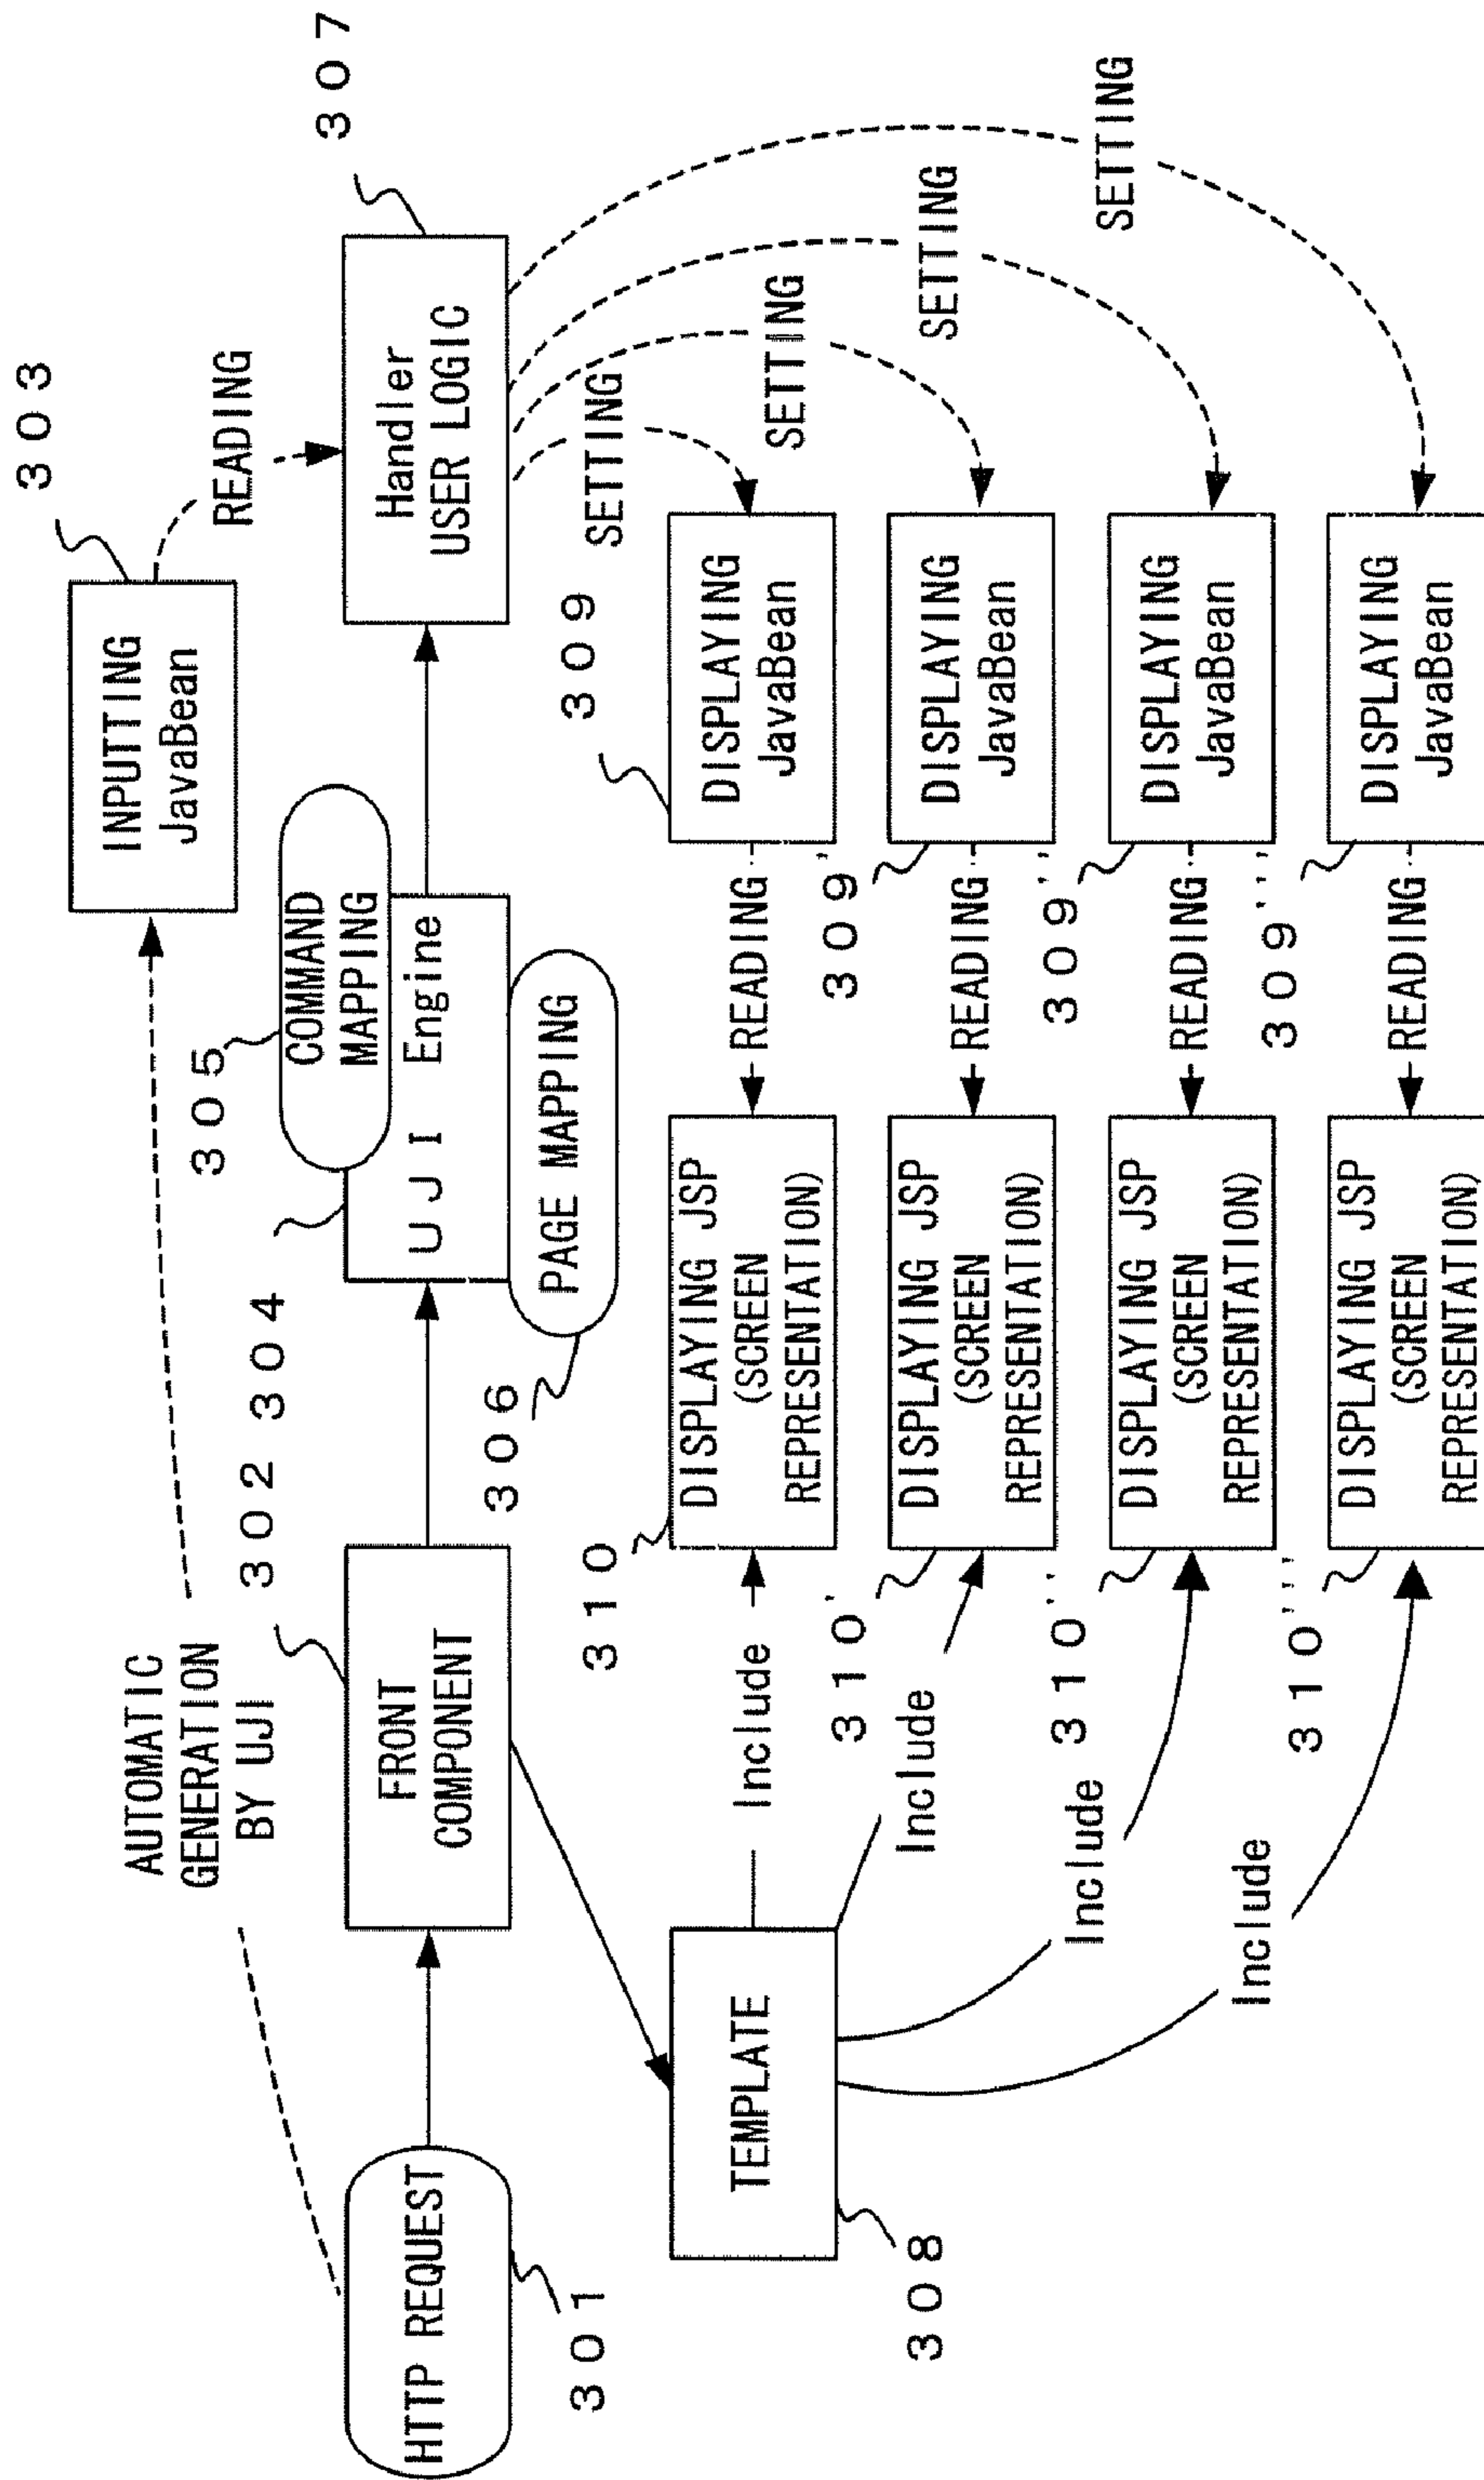 303
INPUTTING
JavaBean
READING
307
Handler
USER LOGIC
AUTOMATIC
GENERATION
BY UJI
305
COMMAND
MAPPING
302
304
UJI Engine
HTTP REQUEST
301
FRONT
COMPONENT
306
PAGE MAPPING
SETTING
SETTING
SETTING
SETTING
308
TEMPLATE
Include
310
DISPLAYING JSP
(SCREEN
REPRESENTATION)
READING
309
DISPLAYING
JavaBean
Include
310'
DISPLAYING JSP
(SCREEN
REPRESENTATION)
READING
309'
DISPLAYING
JavaBean
Include
310''
DISPLAYING JSP
(SCREEN
REPRESENTATION)
READING
309''
DISPLAYING
JavaBean
Include
310'''
DISPLAYING JSP
(SCREEN
REPRESENTATION)
READING
309'''
DISPLAYING
JavaBean